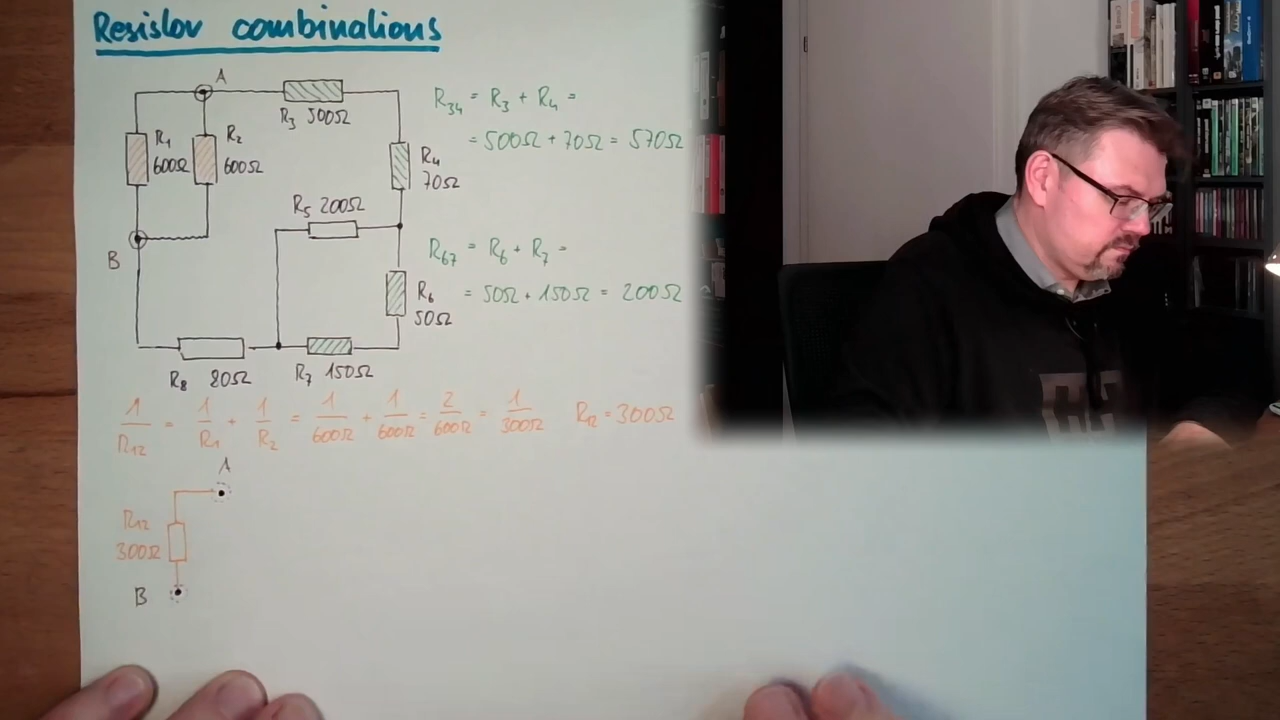 Resistor combinations
A
R3 500Ω
R34 = R3 + R4 =
= 500Ω + 70Ω = 570Ω
R1 600Ω
R2 600Ω
R4 70Ω
R5 200Ω
B
R67 = R6 + R7 =
= 50Ω + 150Ω = 200Ω
R6 50Ω
R8 80Ω
R7 150Ω
1/R12 = 1/R1 + 1/R2 = 1/600Ω + 1/600Ω = 2/600Ω = 1/300Ω R12 = 300Ω
A
R12
300Ω
B